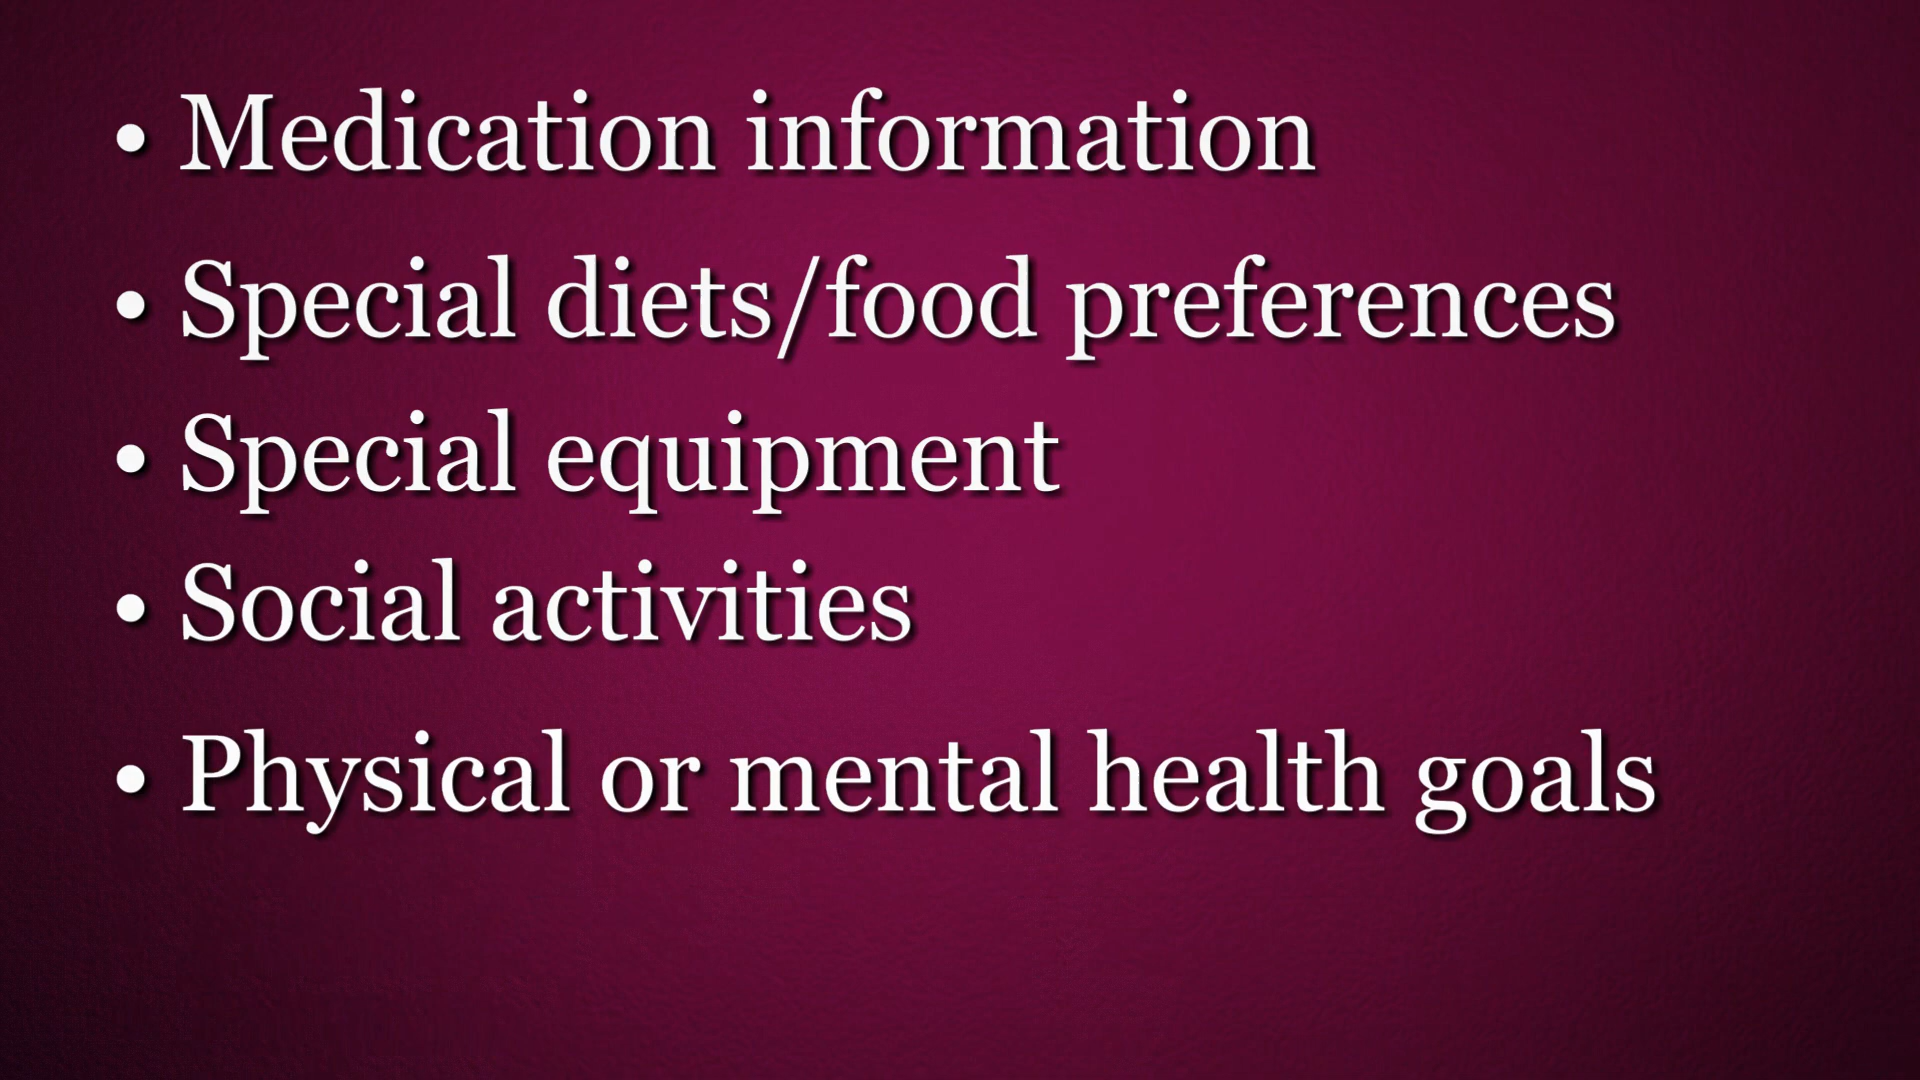 • Medication information
• Special diets/food preferences
• Special equipment
• Social activities
• Physical or mental health goals